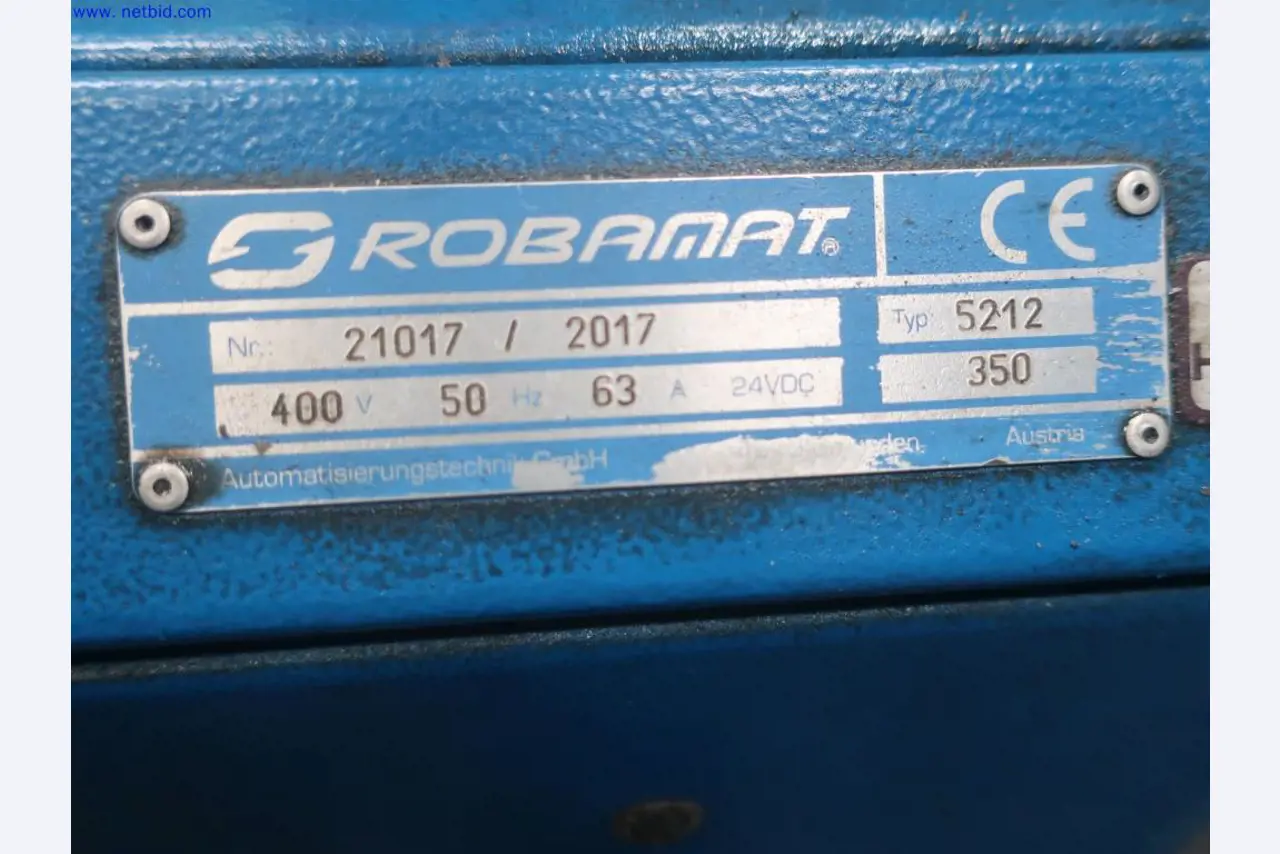 www. netbid.com
ROBAMAT®
CE
Nr.: 21017 / 2017
Typ: 5212
400 V 50 Hz 63 A 24VDC
350
Automatisierungstechnik GmbH
Austria
H